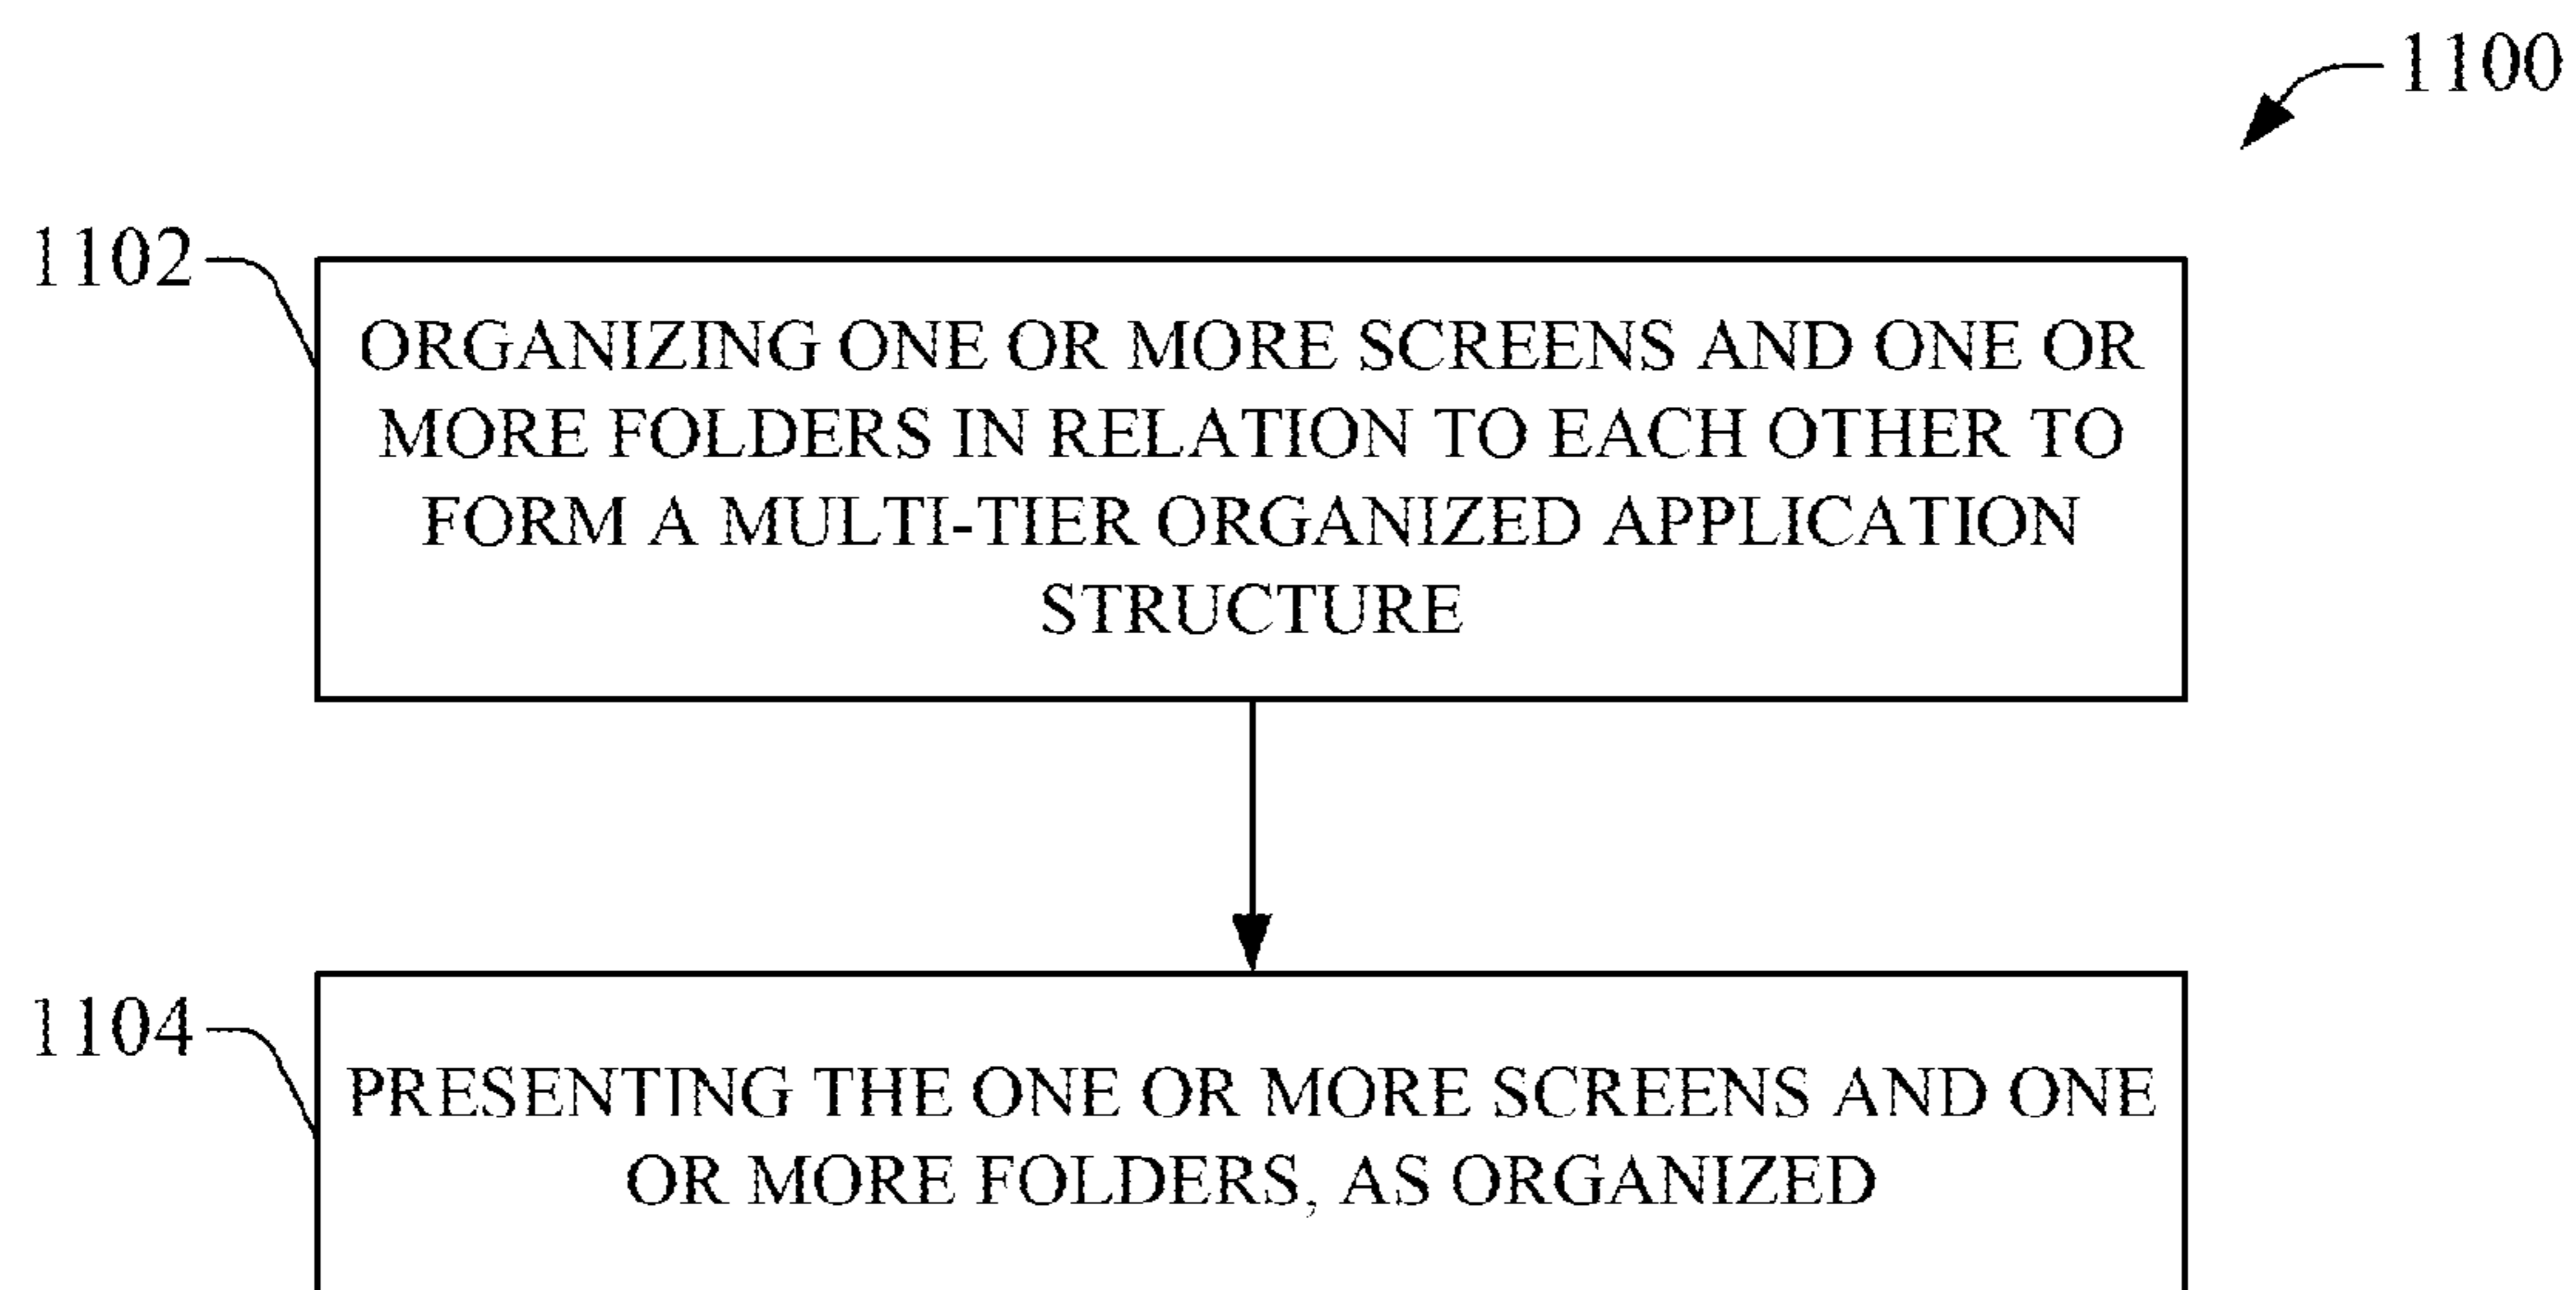 1100
1102
ORGANIZING ONE OR MORE SCREENS AND ONE OR
MORE FOLDERS IN RELATION TO EACH OTHER TO
FORM A MULTI-TIER ORGANIZED APPLICATION
STRUCTURE
1104
PRESENTING THE ONE OR MORE SCREENS AND ONE
OR MORE FOLDERS, AS ORGANIZED